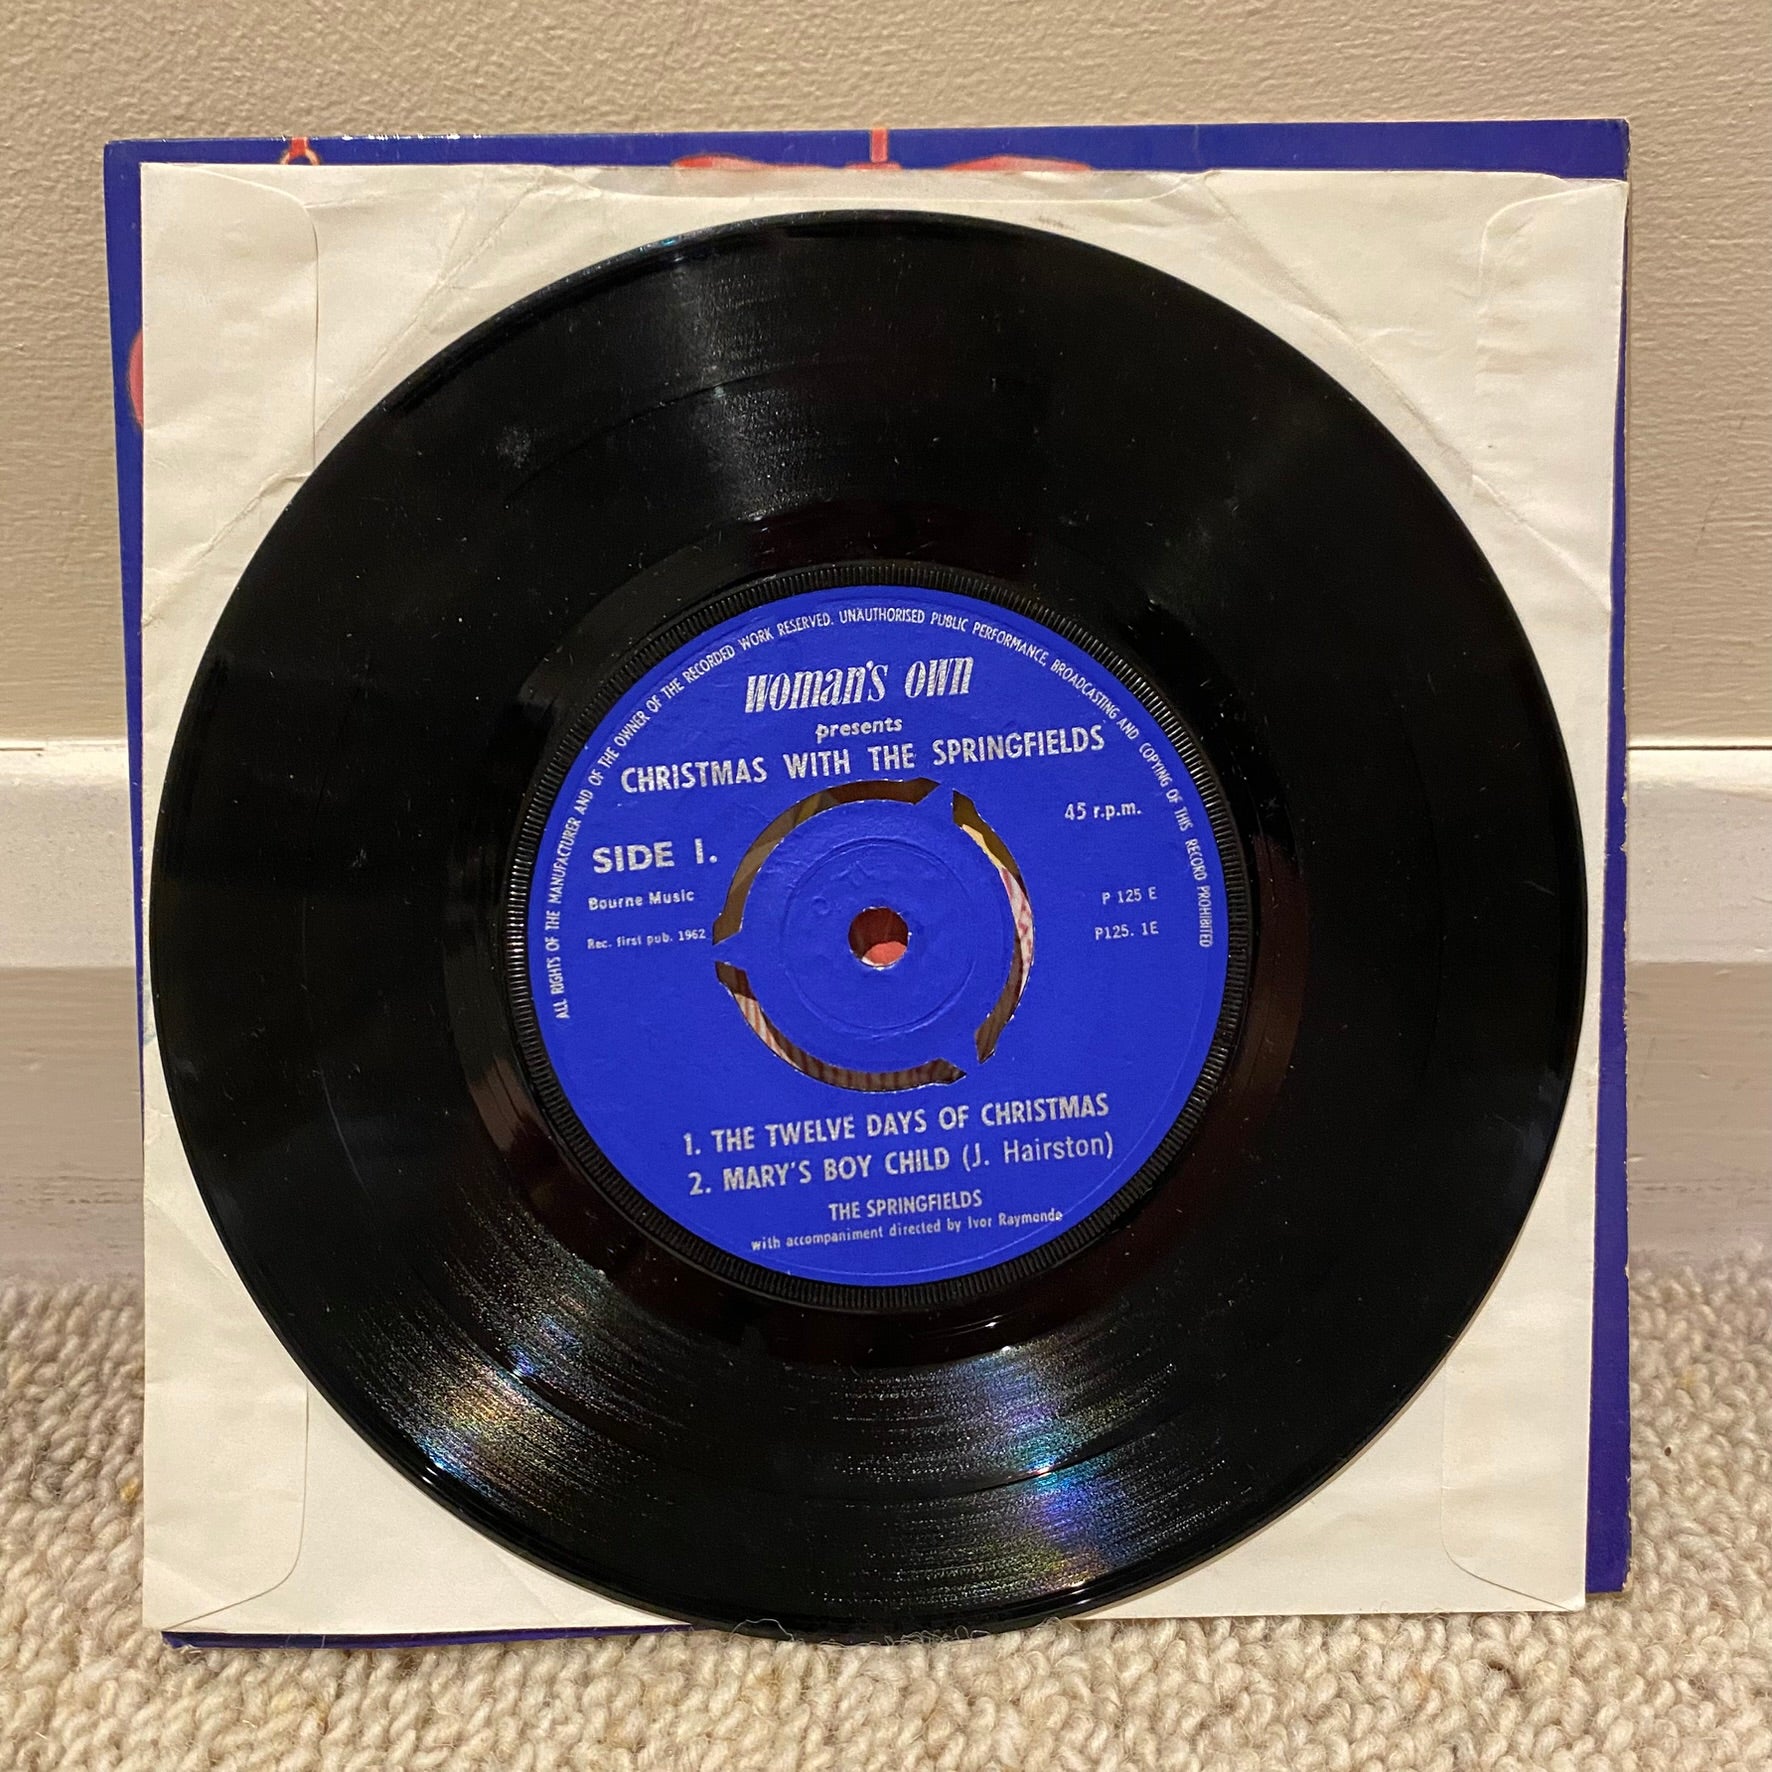 ALL RIGHTS OF THE MANUFACTURER AND OF THE OWNER OF THE RECORDED WORK RESERVED. UNAUTHORISED PUBLIC PERFORMANCE, BROADCASTING AND COPYING OF THIS RECORD PROHIBITED
WOMAN'S OWN
presents
CHRISTMAS WITH THE SPRINGFIELDS
45 r.p.m.
SIDE 1.
Bourne Music
P 125 E
Rec. first pub. 1962
P125. 1E
1. THE TWELVE DAYS OF CHRISTMAS
2. MARY'S BOY CHILD (J. Hairston)
THE SPRINGFIELDS
with accompaniment directed by Ivor Raymonde